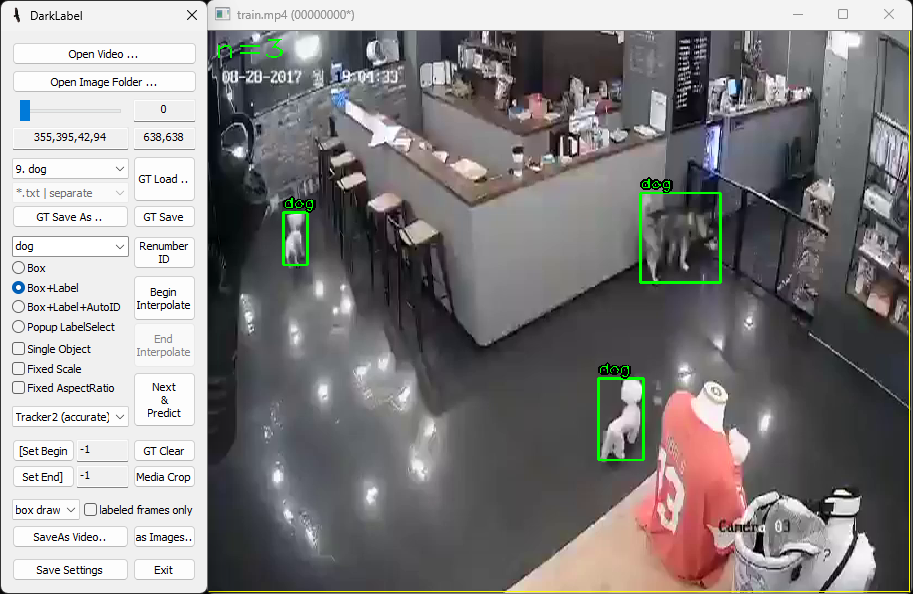 DarkLabel
Open Video ...
Open Image Folder ...
0
355,395,42,94
638,638
9. dog
GT Load ..
*.txt | separate
GT Save As ..
GT Save
dog
Renumber
ID
Box
Box+Label
Begin
Interpolate
Box+Label+AutoID
Popup LabelSelect
End
Interpolate
Single Object
Fixed Scale
Fixed AspectRatio
Next
&
Predict
Tracker2 (accurate)
[Set Begin
-1
GT Clear
Set End]
-1
Media Crop
box draw
labeled frames only
SaveAs Video..
as Images..
Save Settings
Exit
train.mp4 (00000000*)
n=3
08-28-2017
19:01:33
dog
dog
dog
13
Camera 03